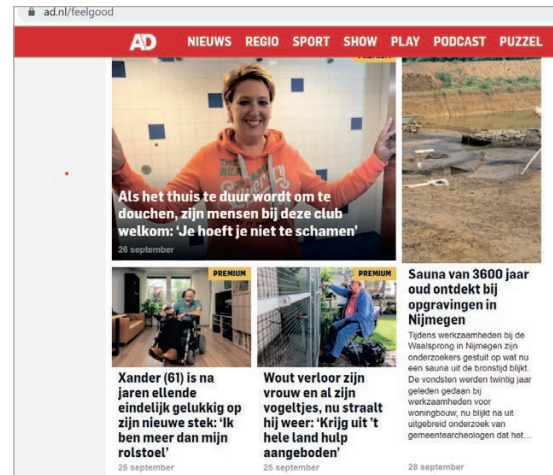 ad.nl/feelgood
AD NIEUWS REGIO SPORT SHOW PLAY PODCAST PUZZEL
PREMIUM
Als het thuis te duur wordt om te
douchen, zijn mensen bij deze club
welkom: ‘Je hoeft je niet te schamen’
26 september
PREMIUM
Xander (61) is na
jaren ellende
eindelijk gelukkig op
zijn nieuwe stek: ‘Ik
ben meer dan mijn
rolstoel’
26 september
PREMIUM
Wout verloor zijn
vrouw en al zijn
vogeltjes, nu straalt
hij weer: ‘Krijg uit ’t
hele land hulp
aangeboden’
26 september
Sauna van 3600 jaar
oud ontdekt bij
opgravingen in
Nijmegen
Tijdens werkzaamheden bij de
Waalsprong in Nijmegen zijn
onderzoekers gestuit op wat nu
een sauna uit de bronstijd blijkt.
De vondsten werden twintig jaar
geleden gedaan bij
werkzaamheden voor
woningbouw, nu blijkt na uit
uitgebreid onderzoek van
gemeentearcheologen dat het...
28 september